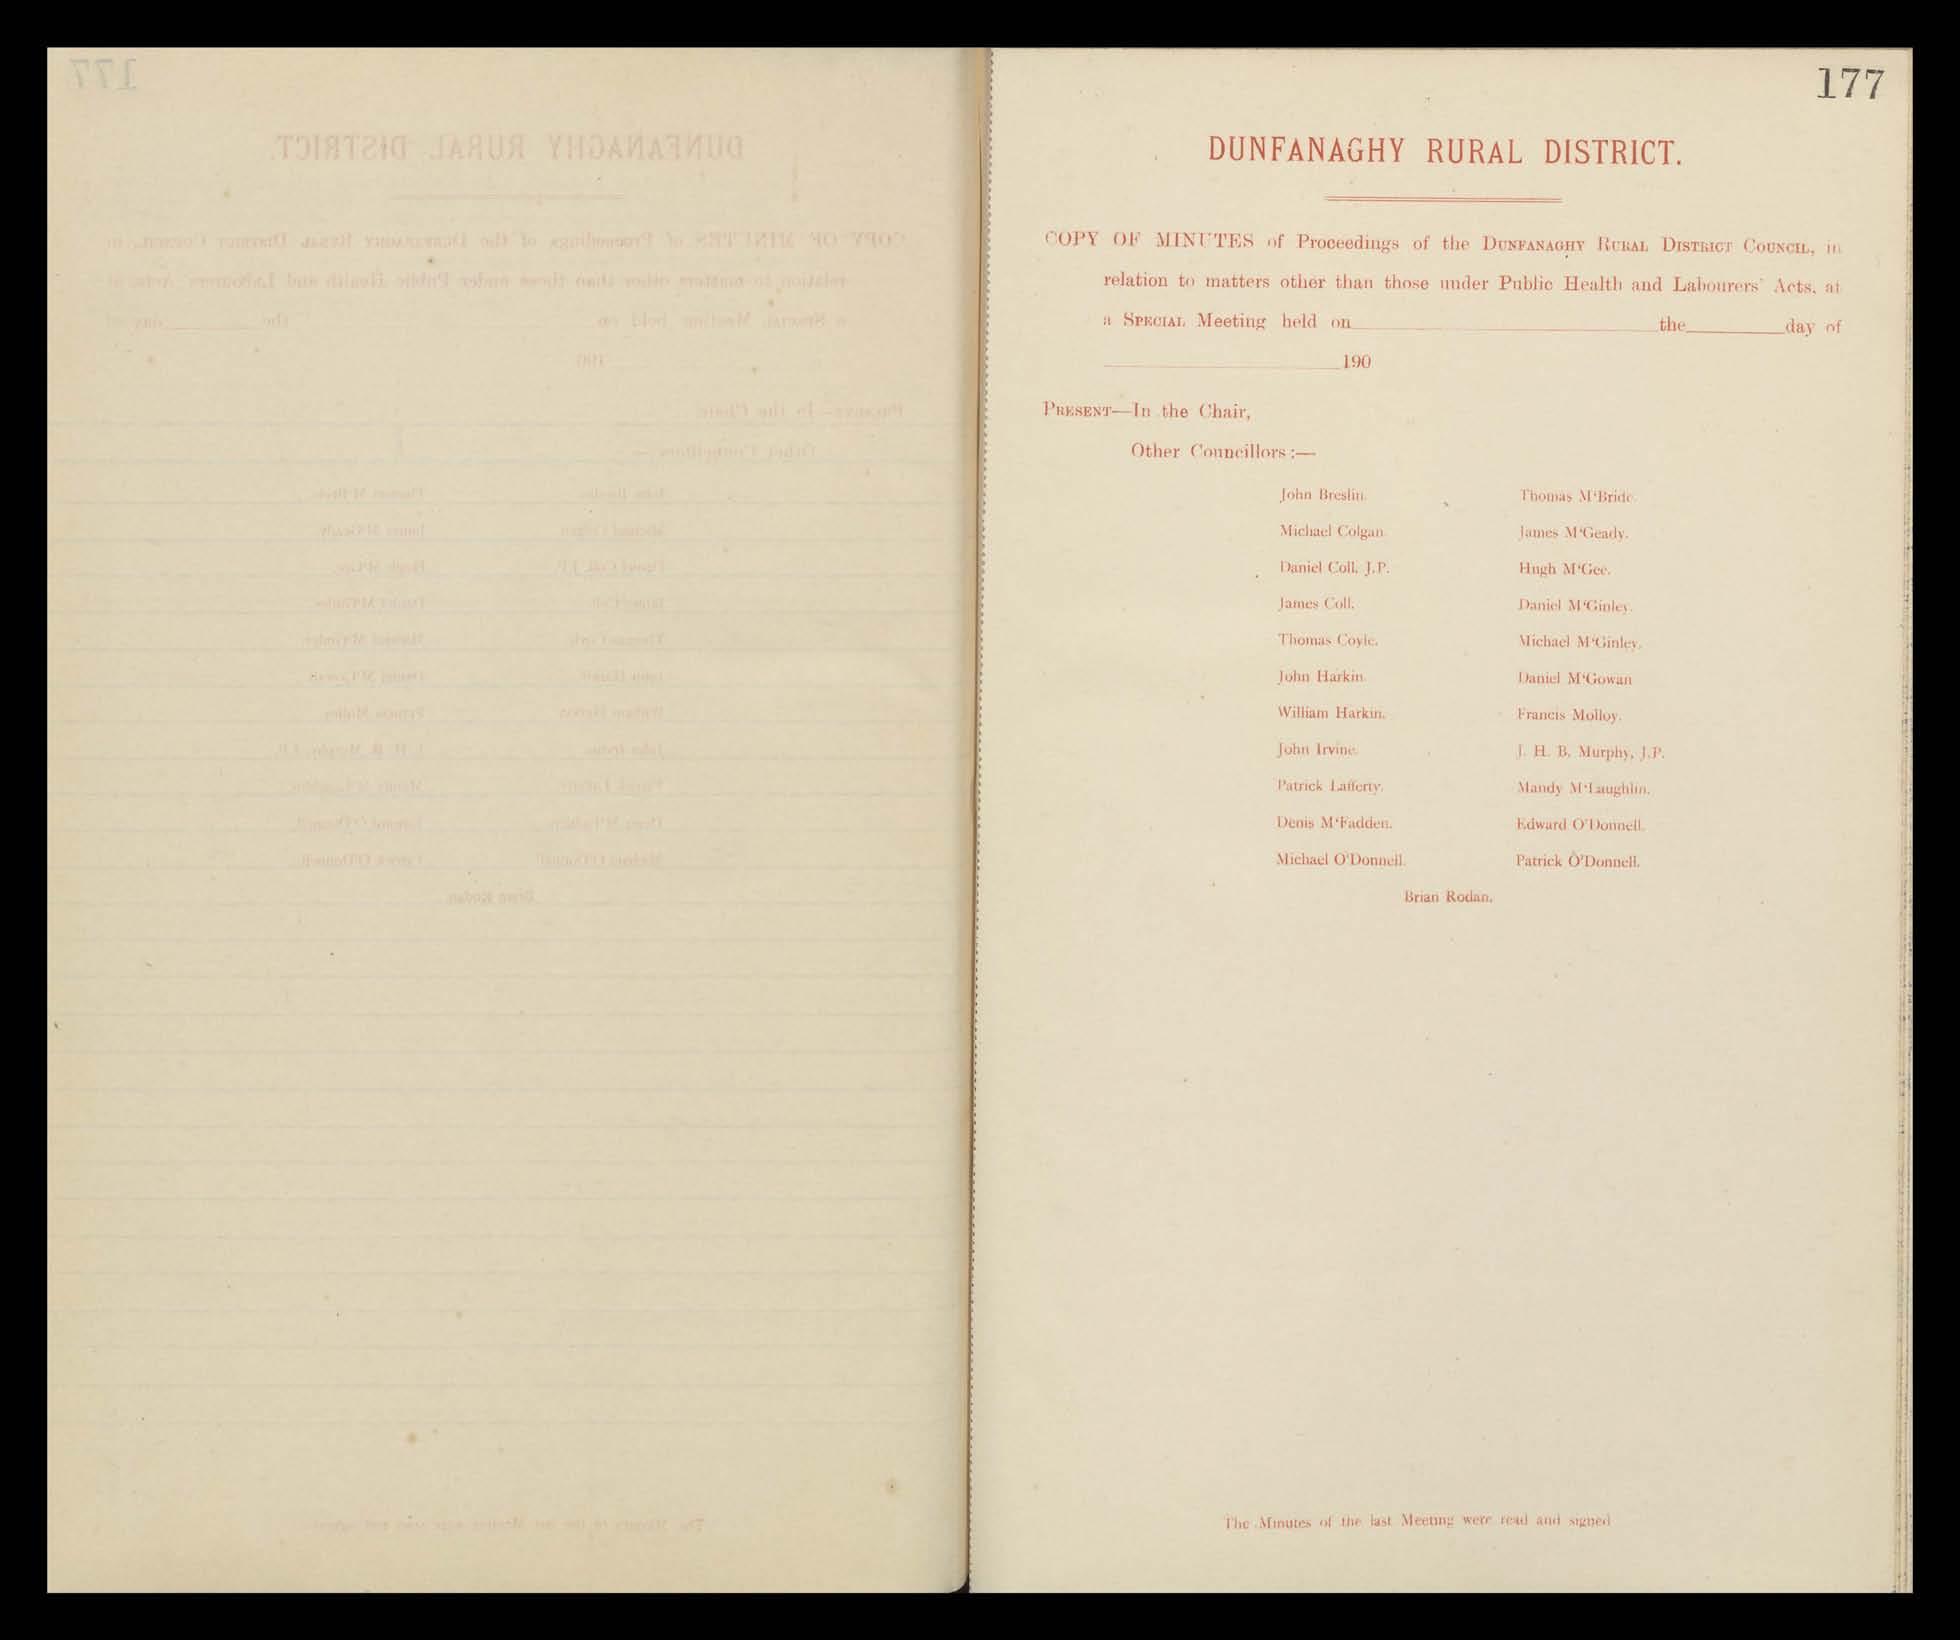 177
DUNFANAGHY RURAL DISTRICT.
COPY OF MINUTES of Proceedings of the DUNFANAGHY RURAL DISTRICT COUNCIL, in
relation to matters other than those under Public Health and Labourers' Acts, at
a SPECIAL Meeting held on the day of
190
PRESENT—In the Chair,
Other Councillors:—
John Breslin. Thomas M‘Bride.
Michael Colgan. James M‘Geady.
Daniel Coll, J.P. Hugh M‘Gee.
James Coll. Daniel M‘Ginley.
Thomas Coyle. Michael M‘Ginley.
John Harkin. Daniel M‘Gowan
William Harkin. Francis Molloy.
John Irvine. J. H. B. Murphy, J.P.
Patrick Lafferty. Mandy M‘Laughlin.
Denis M‘Fadden. Edward O'Donnell.
Michael O'Donnell. Patrick O'Donnell.
Brian Rodan.
The Minutes of the last Meeting were read and signed